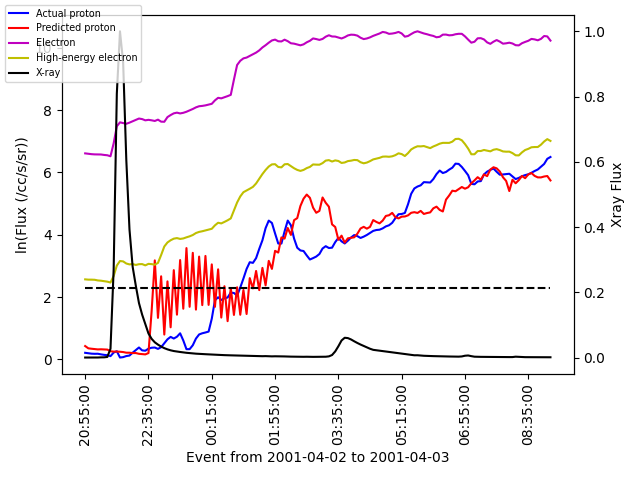 Actual proton
Predicted proton
Electron
High-energy electron
X-ray
10
8
6
4
2
0
1.0
0.8
0.6
0.4
0.2
0.0
ln(Flux (/cc/s/sr))
Xray Flux
20:55:00
22:35:00
00:15:00
01:55:00
03:35:00
05:15:00
06:55:00
08:35:00
Event from 2001-04-02 to 2001-04-03